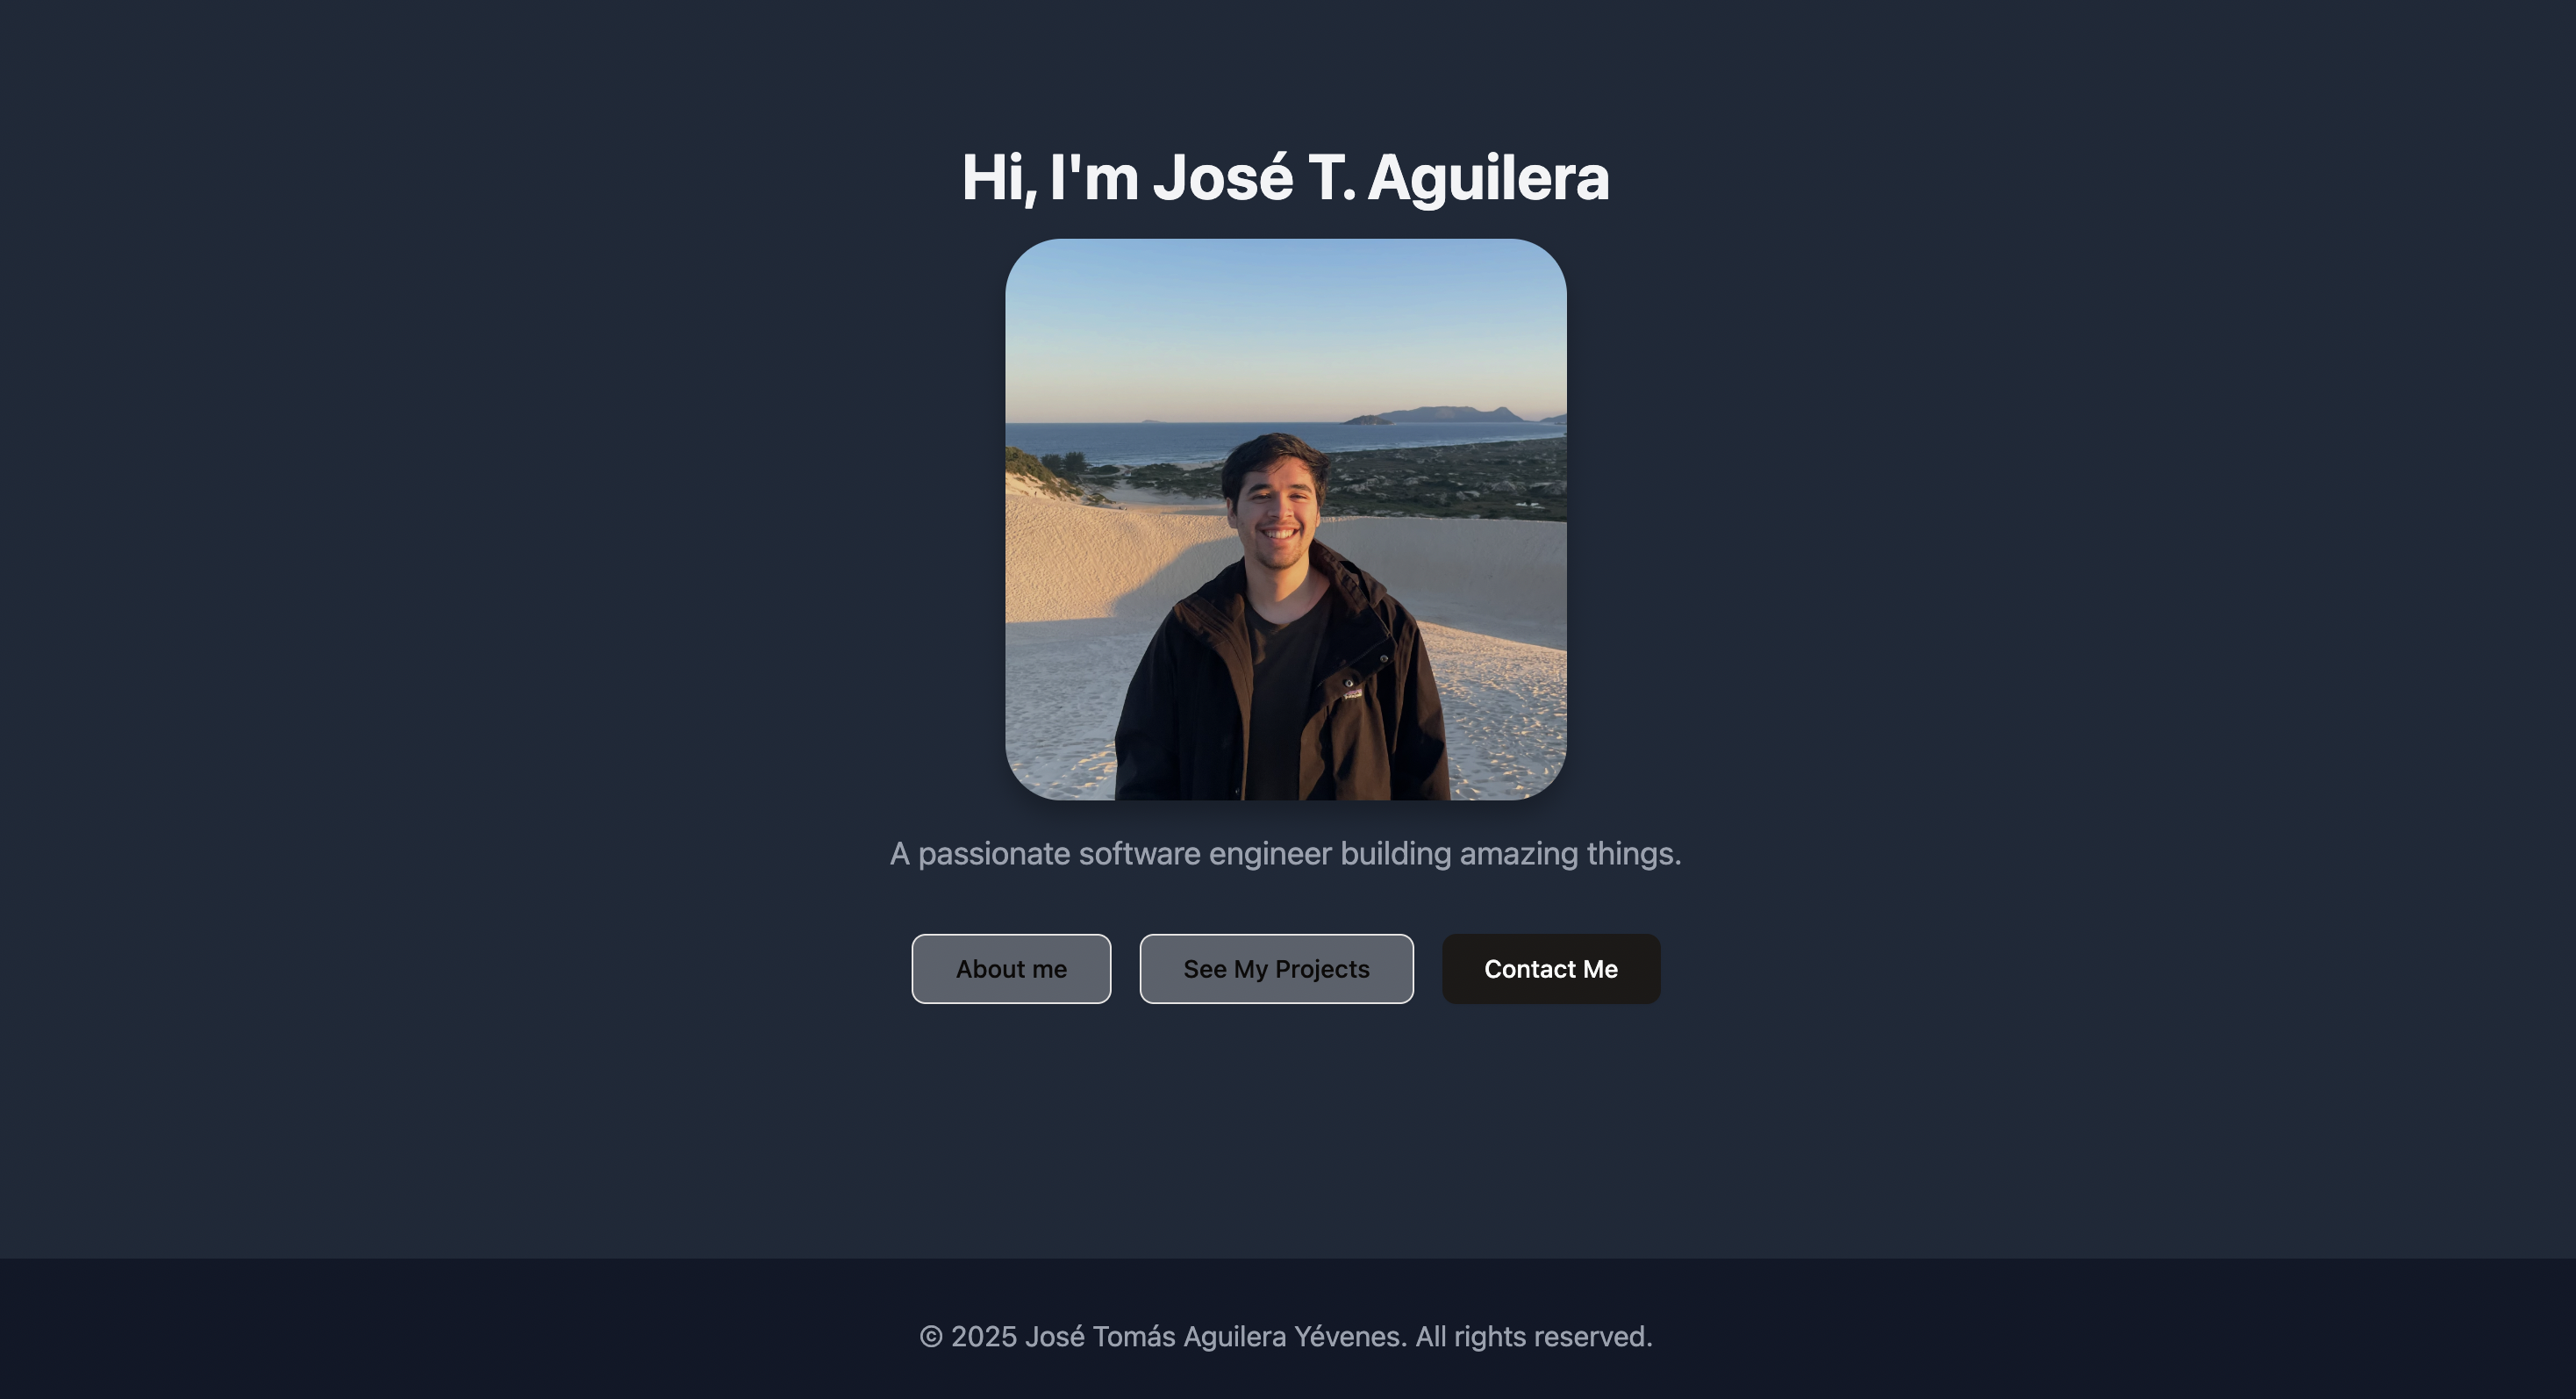 Hi, I'm José T. Aguilera
A passionate software engineer building amazing things.
About me
See My Projects
Contact Me
© 2025 José Tomás Aguilera Yévenes. All rights reserved.